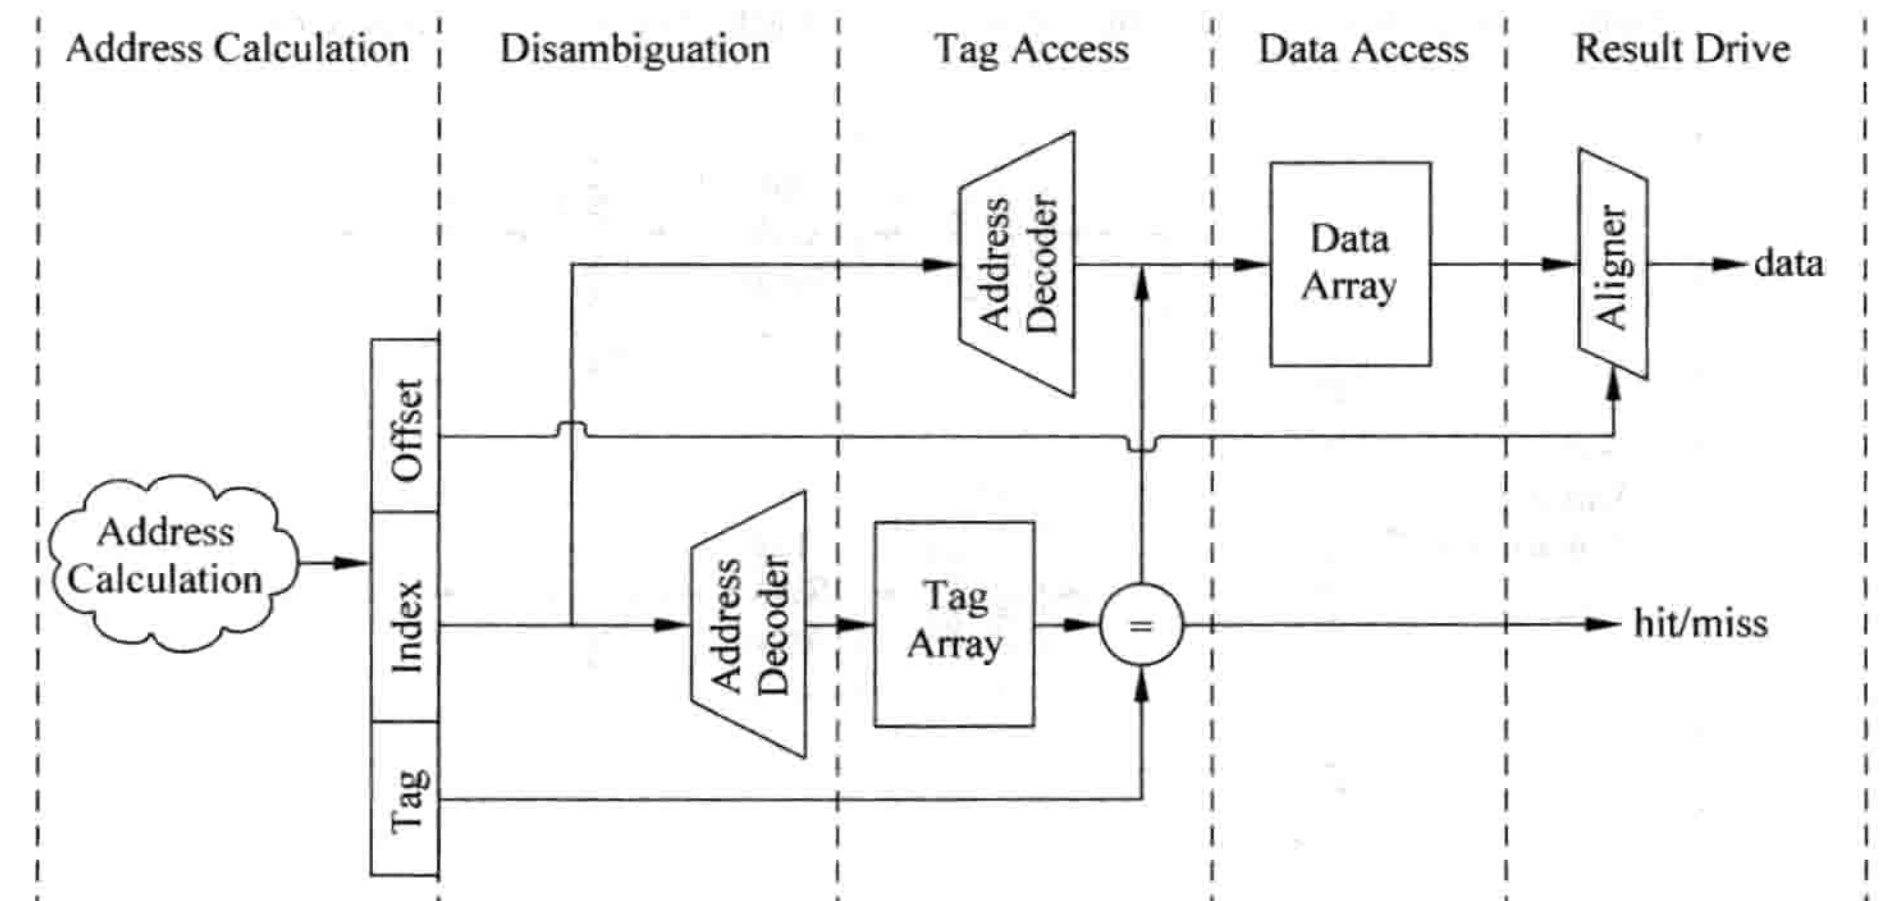 Address Calculation
Disambiguation
Tag Access
Data Access
Result Drive
Address
Decoder
Data
Array
Aligner
data
Offset
Address
Calculation
Index
Address
Decoder
Tag
Array
=
hit/miss
Tag